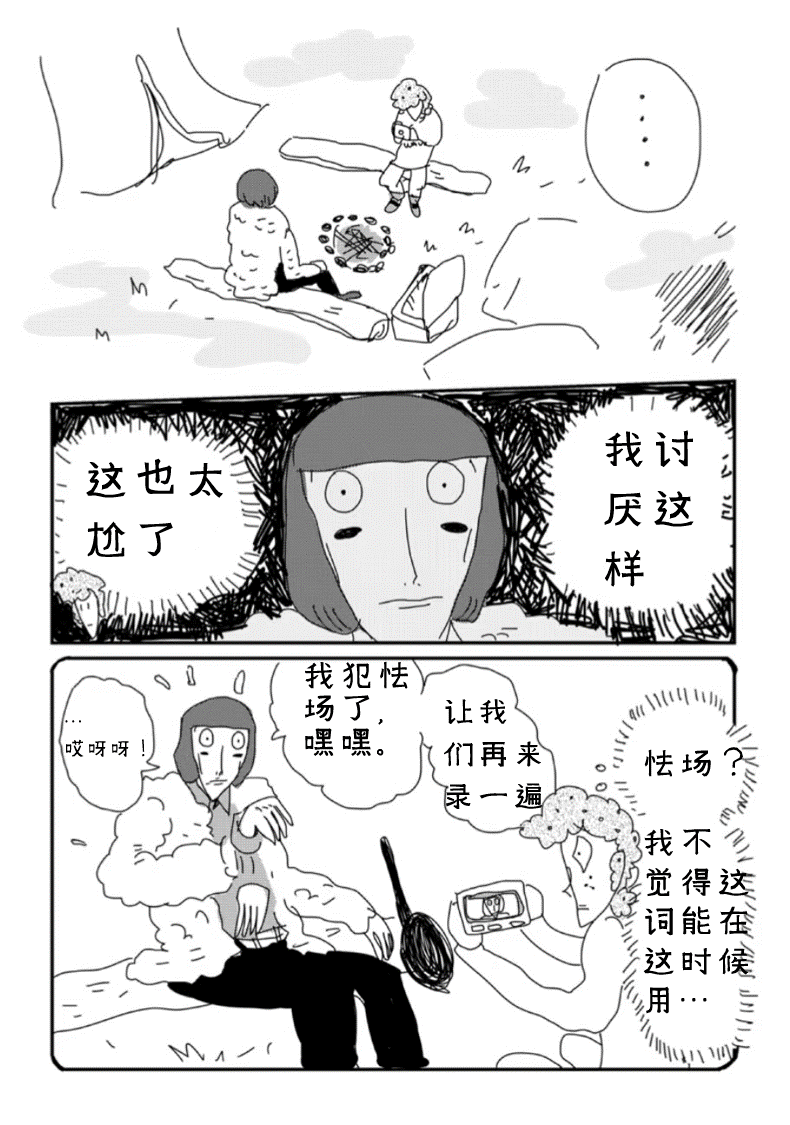 ....
这也太
尬了
我讨
厌这
样
…
哎呀呀！
我犯怯
场了，
嘿嘿。
让我
们再来
录一遍
怯场？
我不
觉得这
词能在
这时候
用…